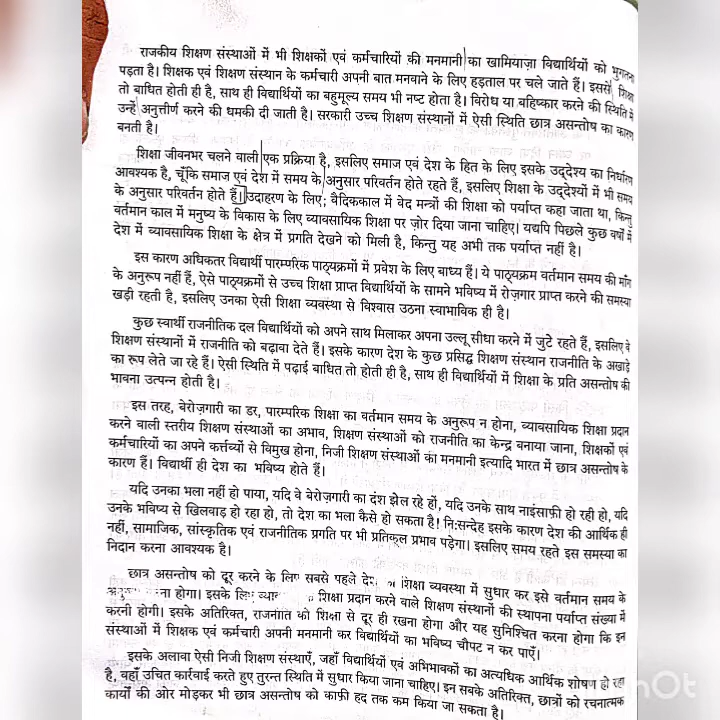 राजकीय शिक्षण संस्थाओं में भी शिक्षकों एवं कर्मचारियों की मनमानी का खामियाज़ा विद्यार्थियों को भुगतना
पड़ता है। शिक्षक एवं शिक्षण संस्थान के कर्मचारी अपनी बात मनवाने के लिए हड़ताल पर चले जाते हैं। इससे शिक्षा
तो बाधित होती ही है, साथ ही विद्यार्थियों का बहुमूल्य समय भी नष्ट होता है। विरोध या बहिष्कार करने की स्थिति में
उन्हें अनुत्तीर्ण करने की धमकी दी जाती है। सरकारी उच्च शिक्षण संस्थानों में ऐसी स्थिति छात्र असन्तोष का कारण
बनती है।
शिक्षा जीवनभर चलने वाली एक प्रक्रिया है, इसलिए समाज एवं देश के हित के लिए इसके उद्देश्य का निर्धारण
आवश्यक है, चूँकि समाज एवं देश में समय के अनुसार परिवर्तन होते रहते हैं, इसलिए शिक्षा के उद्देश्यों में भी समय
के अनुसार परिवर्तन होते हैं। उदाहरण के लिए; वैदिककाल में वेद मन्त्रों की शिक्षा को पर्याप्त कहा जाता था, किन्तु
वर्तमान काल में मनुष्य के विकास के लिए व्यावसायिक शिक्षा पर ज़ोर दिया जाना चाहिए। यद्यपि पिछले कुछ वर्षों में
देश में व्यावसायिक शिक्षा के क्षेत्र में प्रगति देखने को मिली है, किन्तु यह अभी तक पर्याप्त नहीं है।
इस कारण अधिकतर विद्यार्थी पारम्परिक पाठ्यक्रमों में प्रवेश के लिए बाध्य हैं। ये पाठ्यक्रम वर्तमान समय की माँग
के अनुरूप नहीं हैं, ऐसे पाठ्यक्रमों से उच्च शिक्षा प्राप्त विद्यार्थियों के सामने भविष्य में रोज़गार प्राप्त करने की समस्या
खड़ी रहती है, इसलिए उनका ऐसी शिक्षा व्यवस्था से विश्वास उठना स्वाभाविक ही है।
कुछ स्वार्थी राजनीतिक दल विद्यार्थियों को अपने साथ मिलाकर अपना उल्लू सीधा करने में जुटे रहते हैं, इसलिए वे
शिक्षण संस्थानों में राजनीति को बढ़ावा देते हैं। इसके कारण देश के कुछ प्रसिद्ध शिक्षण संस्थान राजनीति के अखाड़े
का रूप लेते जा रहे हैं। ऐसी स्थिति में पढ़ाई बाधित तो होती ही है, साथ ही विद्यार्थियों में शिक्षा के प्रति असन्तोष की
भावना उत्पन्न होती है।
इस तरह, बेरोज़गारी का डर, पारम्परिक शिक्षा का वर्तमान समय के अनुरूप न होना, व्यावसायिक शिक्षा प्रदान
करने वाली स्तरीय शिक्षण संस्थाओं का अभाव, शिक्षण संस्थाओं को राजनीति का केन्द्र बनाया जाना, शिक्षकों एवं
कर्मचारियों का अपने कर्त्तव्यों से विमुख होना, निजी शिक्षण संस्थाओं की मनमानी इत्यादि भारत में छात्र असन्तोष के
कारण हैं। विद्यार्थी ही देश का भविष्य होते हैं।
यदि उनका भला नहीं हो पाया, यदि वे बेरोज़गारी का दंश झेल रहे हों, यदि उनके साथ नाइंसाफ़ी हो रही हो, यदि
उनके भविष्य से खिलवाड़ हो रहा हो, तो देश का भला कैसे हो सकता है! नि:सन्देह इसके कारण देश की आर्थिक ही
नहीं, सामाजिक, सांस्कृतिक एवं राजनीतिक प्रगति पर भी प्रतिकूल प्रभाव पड़ेगा। इसलिए समय रहते इस समस्या का
निदान करना आवश्यक है।
छात्र असन्तोष को दूर करने के लिए सबसे पहले शिक्षा व्यवस्था में सुधार कर इसे वर्तमान समय के
होगा। इसके शिक्षा प्रदान करने वाले शिक्षण संस्थानों की स्थापना पर्याप्त संख्या में
करनी होगी। इसके अतिरिक्त, राजनीति को शिक्षा से दूर ही रखना होगा और यह सुनिश्चित करना होगा कि इन
संस्थाओं में शिक्षक एवं कर्मचारी अपनी मनमानी कर विद्यार्थियों का भविष्य चौपट न कर पाएँ।
इसके अलावा ऐसी निजी शिक्षण संस्थाएँ, जहाँ विद्यार्थियों एवं अभिभावकों का अत्यधिक आर्थिक शोषण हो रहा
है, वहाँ उचित कार्रवाई करते हुए तुरन्त स्थिति में सुधार किया जाना चाहिए। इन सबके अतिरिक्त, छात्रों को रचनात्मक
कार्यों की ओर मोड़कर भी छात्र असन्तोष को काफ़ी हद तक कम किया जा सकता है।